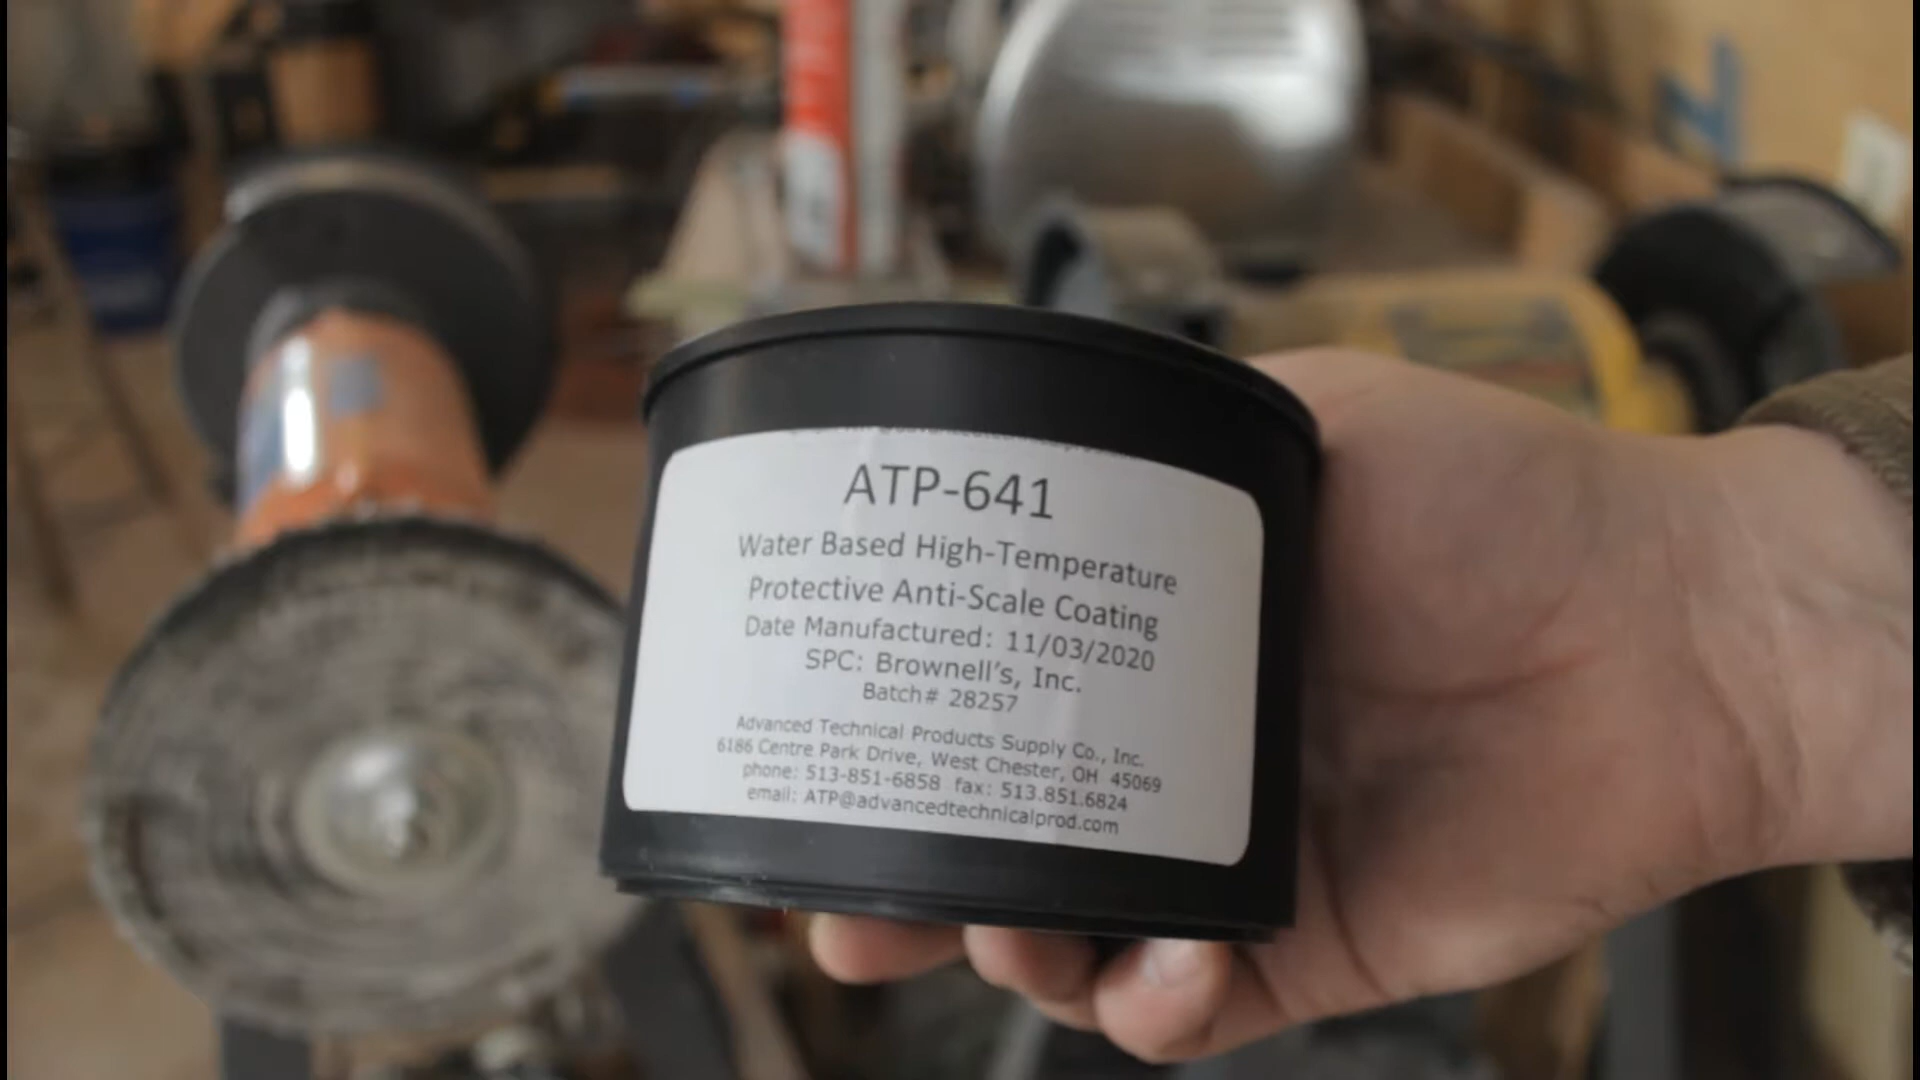 ATP-641
Water Based High-Temperature
Protective Anti-Scale Coating
Date Manufactured: 11/03/2020
SPC: Brownell's, Inc.
Batch# 28257
Advanced Technical Products Supply Co., Inc.
6186 Centre Park Drive, West Chester, OH 45069
phone: 513-851-6858 fax: 513.851.6824
email: ATP@advancedtechnicalprod.com